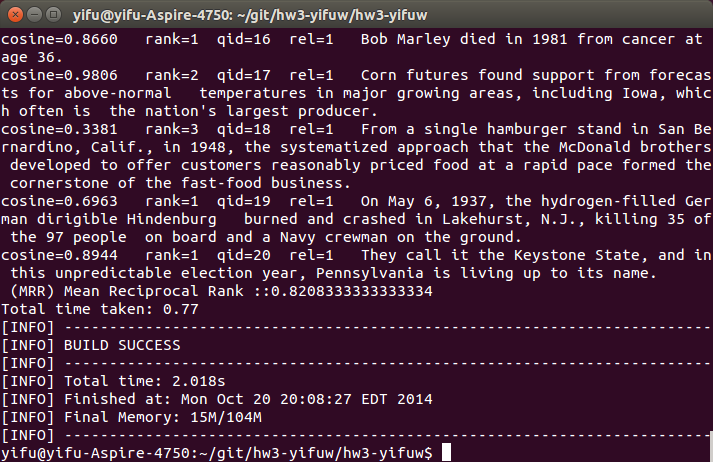 yifu@yifu-Aspire-4750: ~/git/hw3-yifuw/hw3-yifuw
cosine=0.8660   rank=1  qid=16  rel=1   Bob Marley died in 1981 from cancer at
age 36.
cosine=0.9806   rank=2  qid=17  rel=1   Corn futures found support from forecas
ts for above-normal   temperatures in major growing areas, including Iowa, whic
h often is  the nation's largest producer.
cosine=0.3381   rank=3  qid=18  rel=1   From a single hamburger stand in San Be
rnardino, Calif., in 1948, the systematized approach that the McDonald brothers
 developed to offer customers reasonably priced food at a rapid pace formed the
 cornerstone of the fast-food business.
cosine=0.6963   rank=1  qid=19  rel=1   On May 6, 1937, the hydrogen-filled Ger
man dirigible Hindenburg   burned and crashed in Lakehurst, N.J., killing 35 of
 the 97 people  on board and a Navy crewman on the ground.
cosine=0.8944   rank=1  qid=20  rel=1   They call it the Keystone State, and in
 this unpredictable election year, Pennsylvania is living up to its name.
 (MRR) Mean Reciprocal Rank ::0.8208333333333334
Total time taken: 0.77
[INFO] ------------------------------------------------------------------------
[INFO] BUILD SUCCESS
[INFO] ------------------------------------------------------------------------
[INFO] Total time: 2.018s
[INFO] Finished at: Mon Oct 20 20:08:27 EDT 2014
[INFO] Final Memory: 15M/104M
[INFO] ------------------------------------------------------------------------
yifu@yifu-Aspire-4750:~/git/hw3-yifuw/hw3-yifuw$